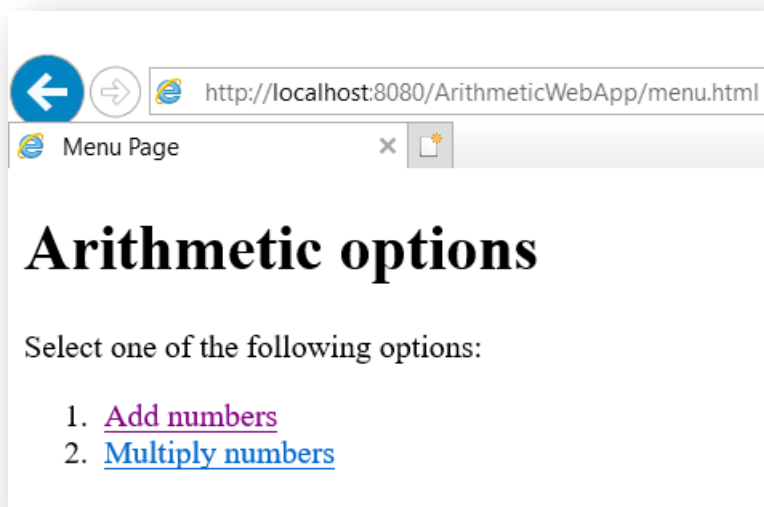 http://localhost:8080/ArithmeticWebApp/menu.html
Menu Page
Arithmetic options
Select one of the following options:
1. Add numbers
2. Multiply numbers